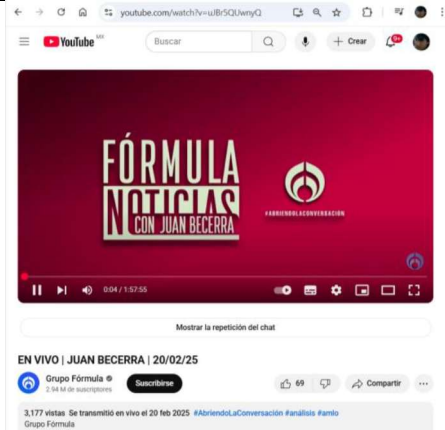 youtube.com/watch?v=uJBr5QUwnyQ
YouTube MX
Buscar
Crear
9+
FÓRMULA
NOTICIAS
CON JUAN BECERRA
#ABRIENDOLACONVERSACIÓN
0:04 / 1:57:55
Mostrar la repetición del chat
EN VIVO | JUAN BECERRA | 20/02/25
Grupo Fórmula
2.94 M de suscriptores
Suscribirse
69
Compartir
3,177 vistas Se transmitió en vivo el 20 feb 2025 #AbriendoLaConversación #análisis #amlo
Grupo Fórmula